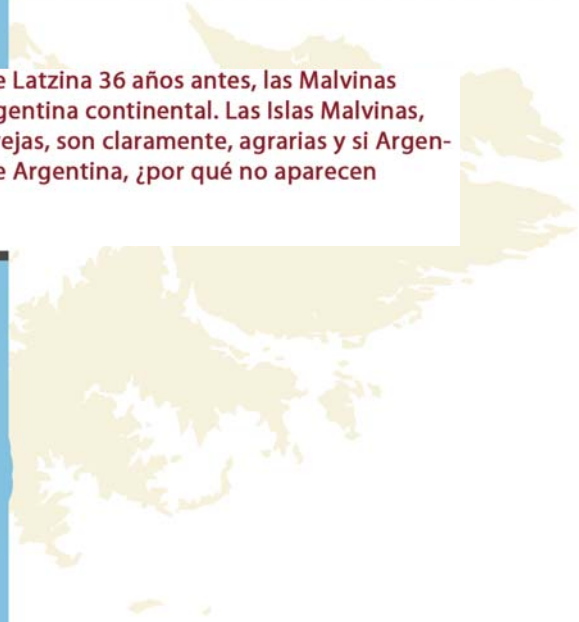 e Latzina 36 años antes, las Malvinas
gentina continental. Las Islas Malvinas,
ejas, son claramente, agrarias y si Argen-
e Argentina, ¿por qué no aparecen